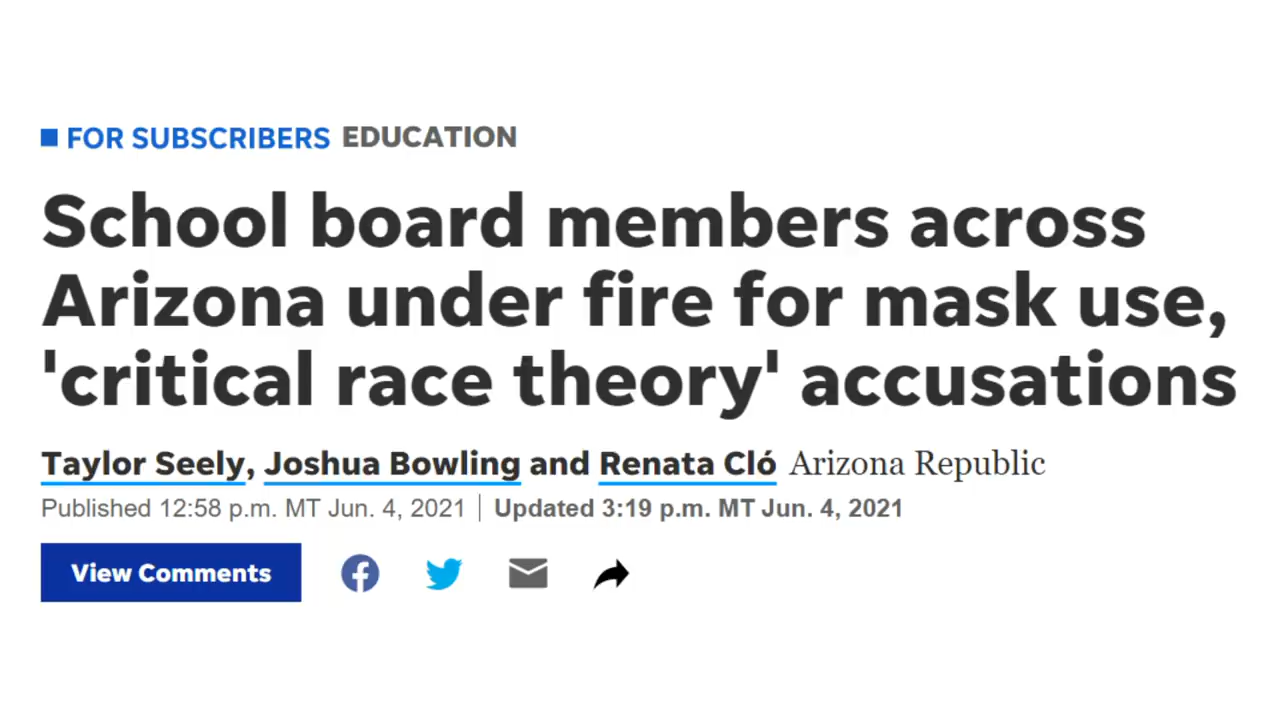 FOR SUBSCRIBERS EDUCATION
School board members across
Arizona under fire for mask use,
'critical race theory' accusations
Taylor Seely, Joshua Bowling and Renata Cló Arizona Republic
Published 12:58 p.m. MT Jun. 4, 2021 | Updated 3:19 p.m. MT Jun. 4, 2021
View Comments